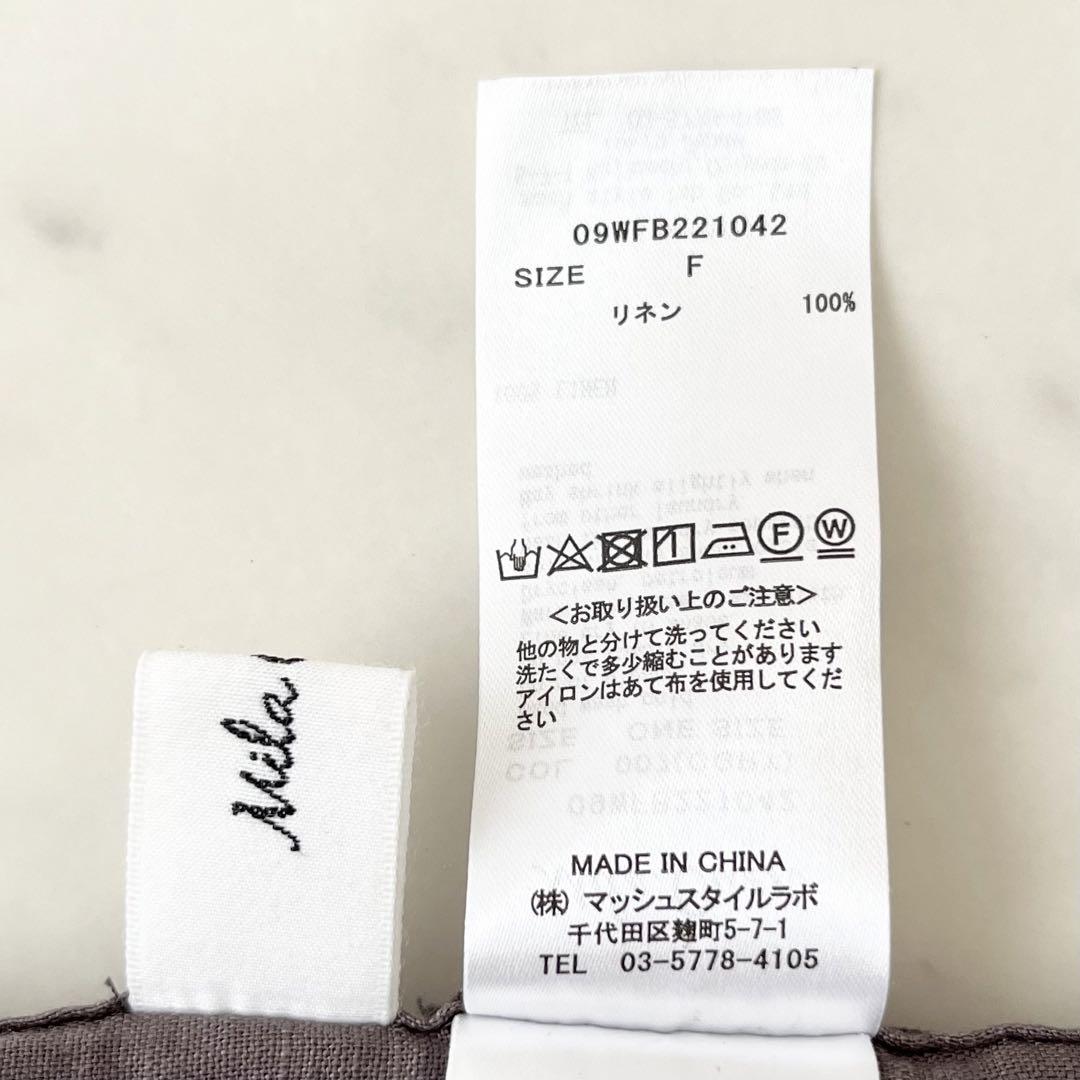 09WFB221042
SIZE F
リネン 100%
F W
<お取り扱い上のご注意>
他の物と分けて洗ってください
洗たくで多少縮むことがあります
アイロンはあて布を使用してくだ
さい
MADE IN CHINA
(株) マッシュスタイルラボ
千代田区麹町5-7-1
TEL 03-5778-4105
Mila